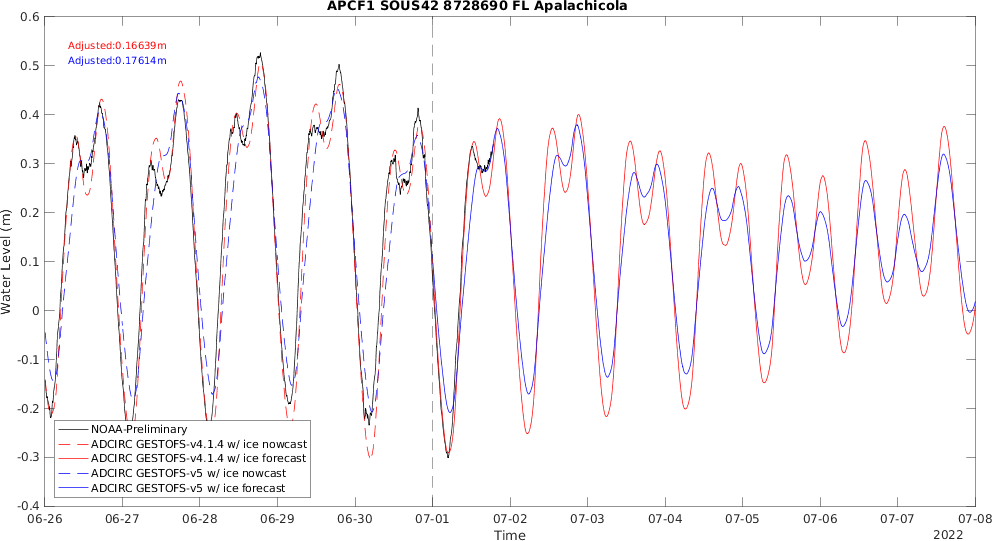 APCF1 SOUS42 8728690 FL Apalachicola
Adjusted:0.16639m
Adjusted:0.17614m
Water Level (m)
0.6
0.5
0.4
0.3
0.2
0.1
0
-0.1
-0.2
-0.3
-0.4
NOAA-Preliminary
ADCIRC GESTOFS-v4.1.4 w/ ice nowcast
ADCIRC GESTOFS-v4.1.4 w/ ice forecast
ADCIRC GESTOFS-v5 w/ ice nowcast
ADCIRC GESTOFS-v5 w/ ice forecast
06-26 06-27 06-28 06-29 06-30 07-01 07-02 07-03 07-04 07-05 07-06 07-07 07-08
Time
2022